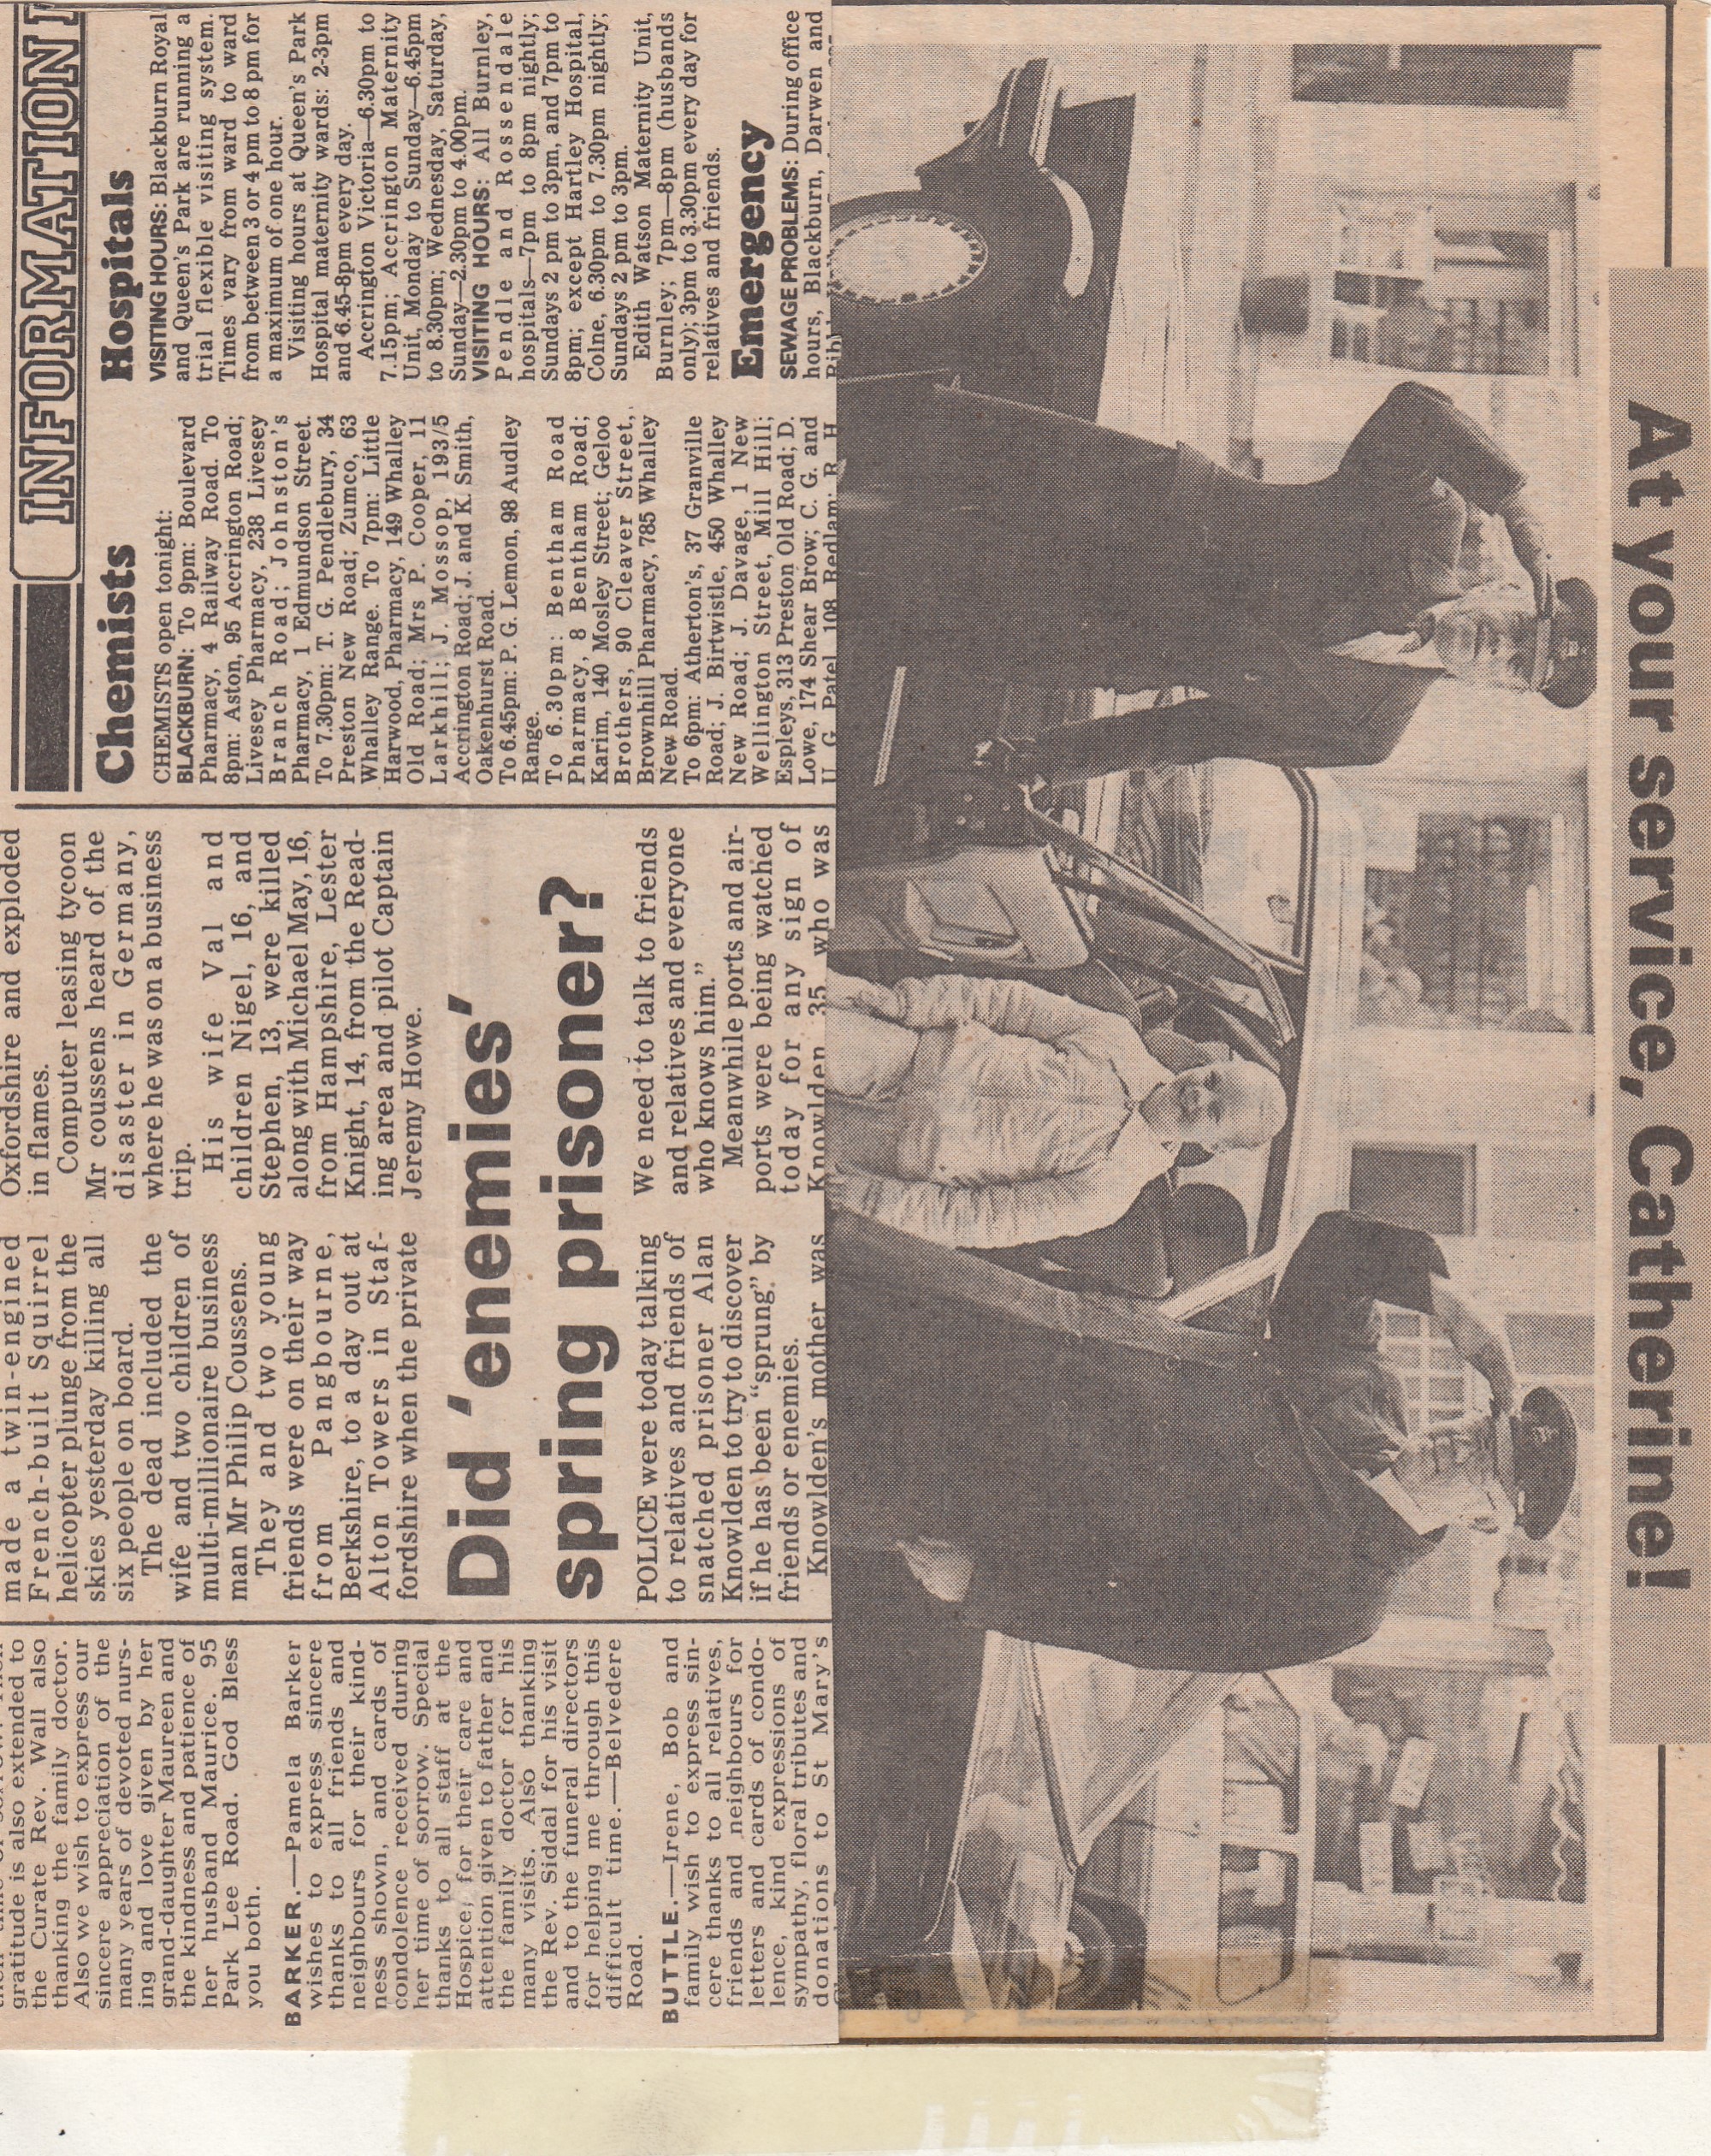 gratitude is also extended to
the Curate Rev. Wall also
thanking the family doctor.
Also we wish to express our
sincere appreciation of the
many years of devoted nurs-
ing and love given by her
grand-daughter Maureen and
the kindness and patience of
her husband Maurice. 95
Park Lee Road. God Bless
you both.
BARKER.—Pamela Barker
wishes to express sincere
thanks to all friends and
neighbours for their kind-
ness shown, and cards of
condolence received during
her time of sorrow. Special
thanks to all staff at the
Hospice, for their care and
attention given to father and
the family doctor for his
many visits. Also thanking
the Rev. Siddal for his visit
and to the funeral directors
for helping me through this
difficult time.—Belvedere
Road.
BUTTLE.—Irene, Bob and
family wish to express sin-
cere thanks to all relatives,
friends and neighbours for
letters and cards of condo-
lence, kind expressions of
sympathy, floral tributes and
donations to St Mary's
made a twin-engined
French-built Squirrel
helicopter plunge from the
skies yesterday killing all
six people on board.
The dead included the
wife and two children of
multi-millionaire business
man Mr Philip Coussens.
They and two young
friends were on their way
from Pangbourne,
Berkshire, to a day out at
Alton Towers in Staf-
fordshire when the private
Oxfordshire and exploded
in flames.
Computer leasing tycoon
Mr coussens heard of the
disaster in Germany,
where he was on a business
trip.
His wife Val and
children Nigel, 16, and
Stephen, 13, were killed
along with Michael May, 16,
from Hampshire, Lester
Knight, 14, from the Read-
ing area and pilot Captain
Jeremy Howe.
Did 'enemies'
spring prisoner?
POLICE were today talking
to relatives and friends of
snatched prisoner Alan
Knowlden to try to discover
if he has been "sprung" by
friends or enemies.
Knowlden's mother was
We need to talk to friends
and relatives and everyone
who knows him."
Meanwhile ports and air-
ports were being watched
today for any sign of
Knowlden, 35, who was
INFORMATION
Chemists
CHEMISTS open tonight:
BLACKBURN: To 9pm: Boulevard
Pharmacy, 4 Railway Road. To
8pm: Aston, 95 Accrington Road;
Livesey Pharmacy, 238 Livesey
Branch Road; Johnston's
Pharmacy, 1 Edmundson Street.
To 7.30pm: T. G. Pendlebury, 34
Preston New Road; Zumco, 63
Whalley Range. To 7pm: Little
Harwood, Pharmacy, 149 Whalley
Old Road; Mrs P. Cooper, 11
Larkhill; J. Mossop, 193/5
Accrington Road; J. and K. Smith,
Oakenhurst Road.
To 6.45pm: P. G. Lemon, 98 Audley
Range.
To 6.30pm: Bentham Road
Pharmacy, 8 Bentham Road;
Karim, 140 Mosley Street; Geloo
Brothers, 90 Cleaver Street,
Brownhill Pharmacy, 785 Whalley
New Road.
To 6pm: Atherton's, 37 Granville
Road; J. Birtwistle, 450 Whalley
New Road; J. Davage, 1 New
Wellington Street, Mill Hill;
Espleys, 313 Preston Old Road; D.
Lowe, 174 Shear Brow; C. G. and
U. G. Patel, 108 Redlam; R. H.
Hospitals
VISITING HOURS: Blackburn Royal
and Queen's Park are running a
trial flexible visiting system.
Times vary from ward to ward
from between 3 or 4 pm to 8 pm for
a maximum of one hour.
Visiting hours at Queen's Park
Hospital maternity wards: 2-3pm
and 6.45-8pm every day.
Accrington Victoria—6.30pm to
7.15pm; Accrington Maternity
Unit, Monday to Sunday—6.45pm
to 8.30pm; Wednesday, Saturday,
Sunday—2.30pm to 4.00pm.
VISITING HOURS: All Burnley,
Pendle and Rossendale
hospitals—7pm to 8pm nightly;
Sundays 2 pm to 3pm, and 7pm to
8pm; except Hartley Hospital,
Colne, 6.30pm to 7.30pm nightly;
Sundays 2 pm to 3pm.
Edith Watson Maternity Unit,
Burnley; 7pm—8pm (husbands
only); 3pm to 3.30pm every day for
relatives and friends.
Emergency
SEWAGE PROBLEMS: During office
hours, Blackburn, Darwen and
At your service, Catherine!